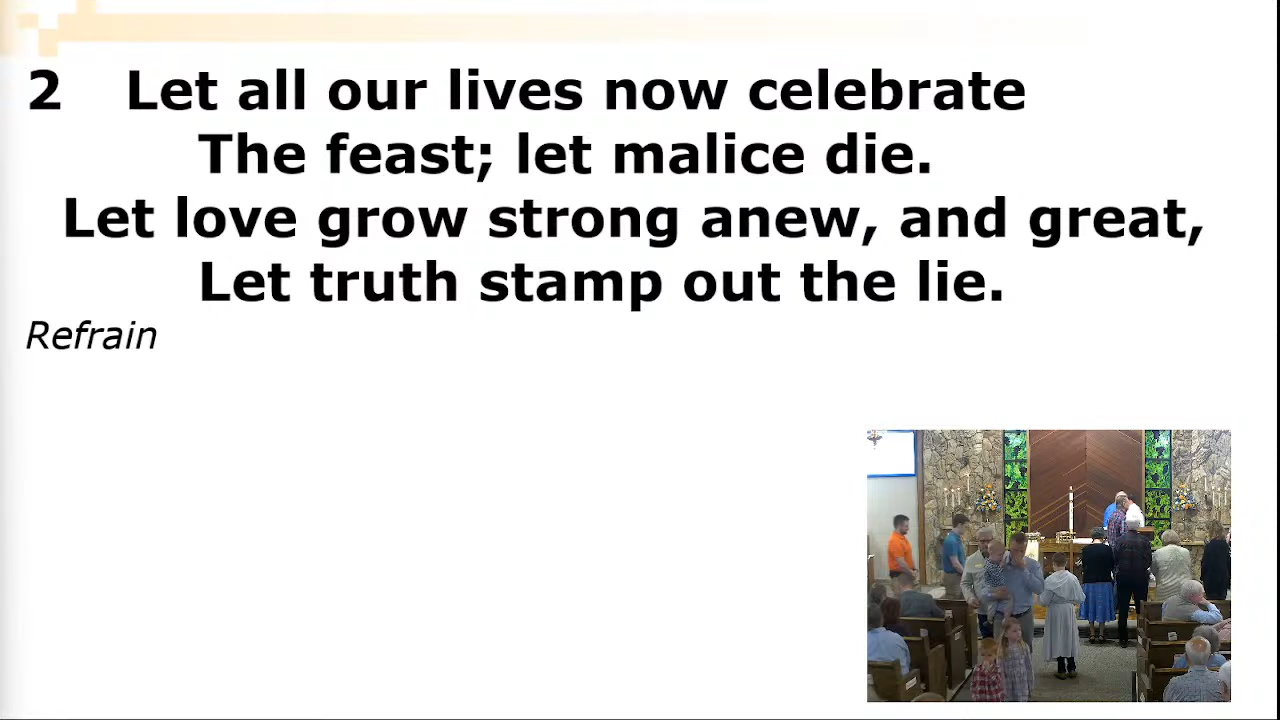 2 Let all our lives now celebrate
The feast; let malice die.
Let love grow strong anew, and great,
Let truth stamp out the lie.
Refrain